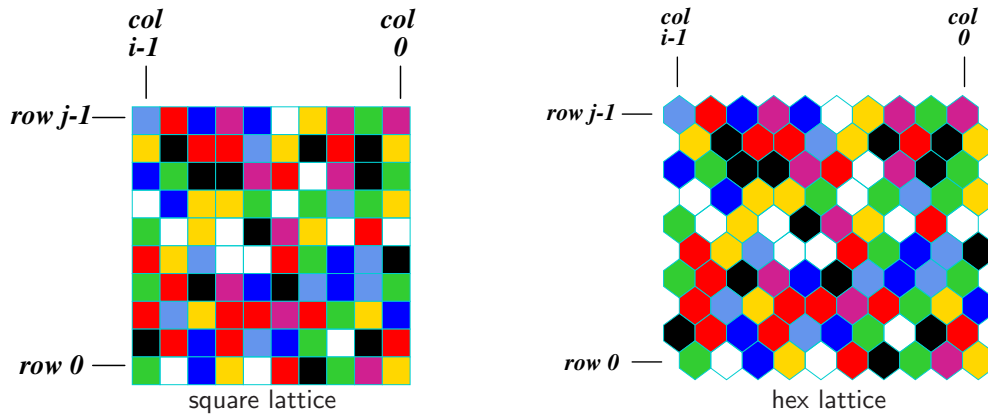 col
i-1
col
0
row j-1
row 0
square lattice
col
i-1
col
0
row j-1
row 0
hex lattice